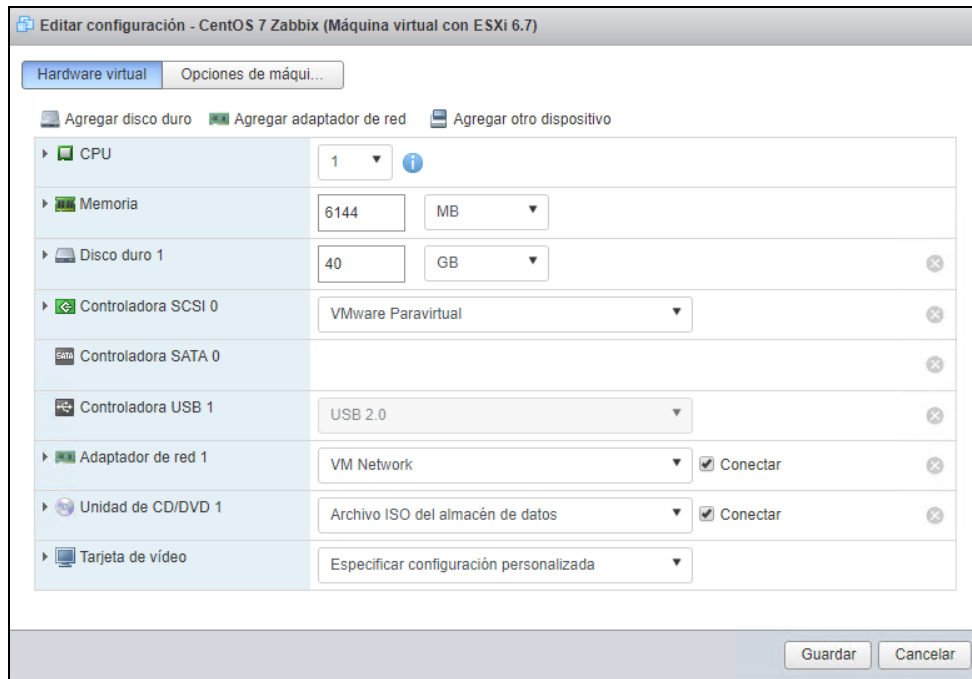 Editar configuración - CentOS 7 Zabbix (Máquina virtual con ESXi 6.7)
Hardware virtual Opciones de máqui...
Agregar disco duro Agregar adaptador de red Agregar otro dispositivo
CPU 1
Memoria 6144 MB
Disco duro 1 40 GB
Controladora SCSI 0 VMware Paravirtual
SATA Controladora SATA 0
Controladora USB 1 USB 2.0
Adaptador de red 1 VM Network Conectar
Unidad de CD/DVD 1 Archivo ISO del almacén de datos Conectar
Tarjeta de vídeo Especificar configuración personalizada
Guardar Cancelar